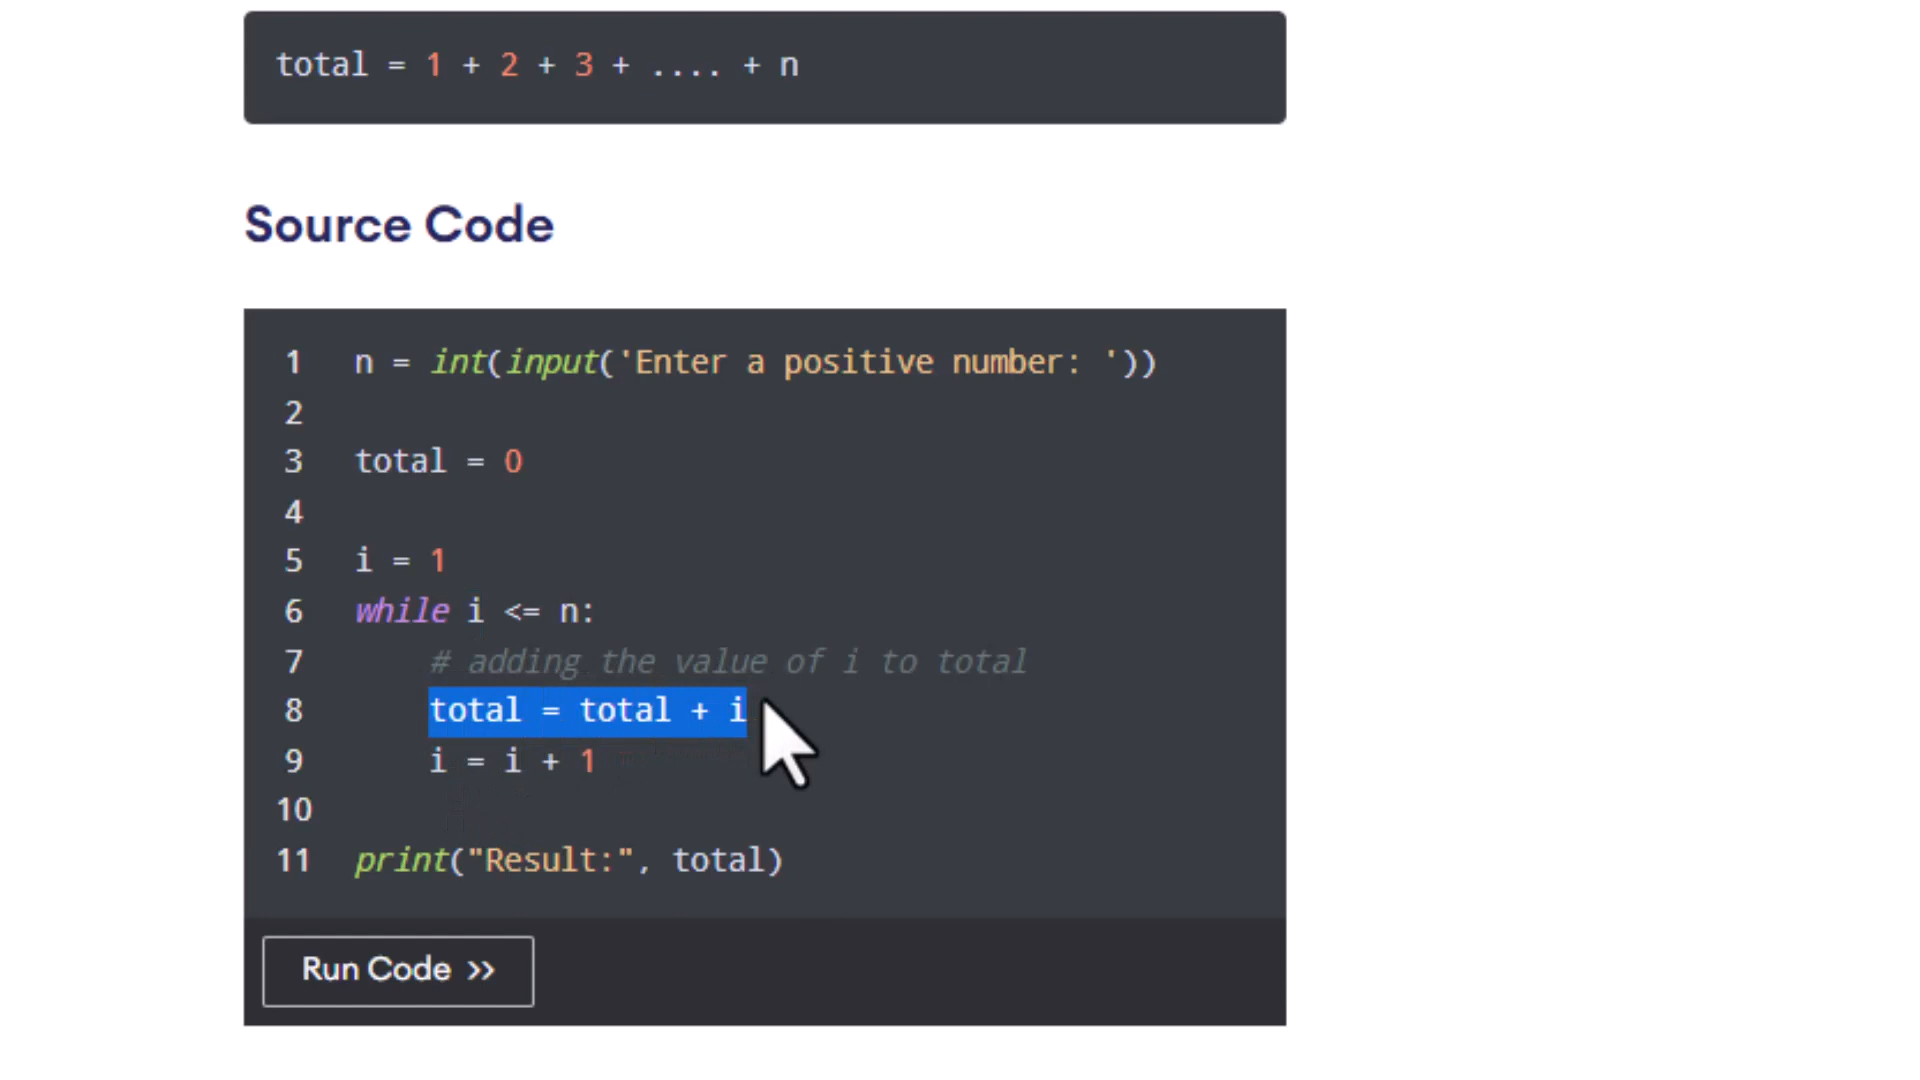 total = 1 + 2 + 3 + .... + n
Source Code
1 n = int(input('Enter a positive number: '))
2
3 total = 0
4
5 i = 1
6 while i <= n:
7     # adding the value of i to total
8     total = total + i
9     i = i + 1
10
11 print("Result:", total)
Run Code >>